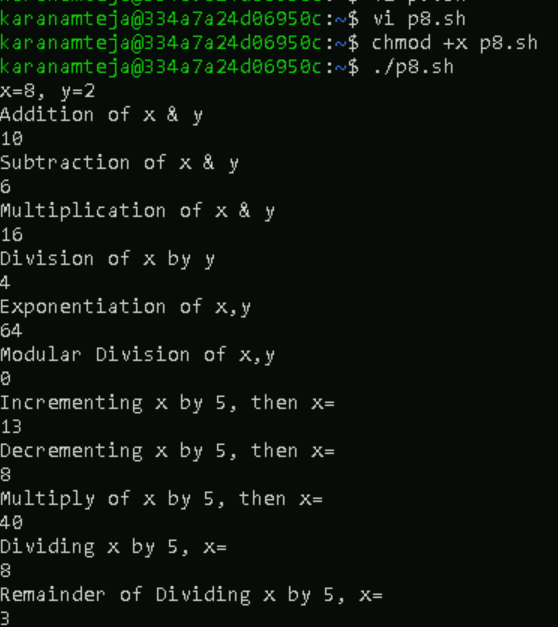 karanamteja@334a7a24d06950c:~$ vi p8.sh
karanamteja@334a7a24d06950c:~$ chmod +x p8.sh
karanamteja@334a7a24d06950c:~$ ./p8.sh
x=8, y=2
Addition of x & y
10
Subtraction of x & y
6
Multiplication of x & y
16
Division of x by y
4
Exponentiation of x,y
64
Modular Division of x,y
0
Incrementing x by 5, then x=
13
Decrementing x by 5, then x=
8
Multiply of x by 5, then x=
40
Dividing x by 5, x=
8
Remainder of Dividing x by 5, x=
3